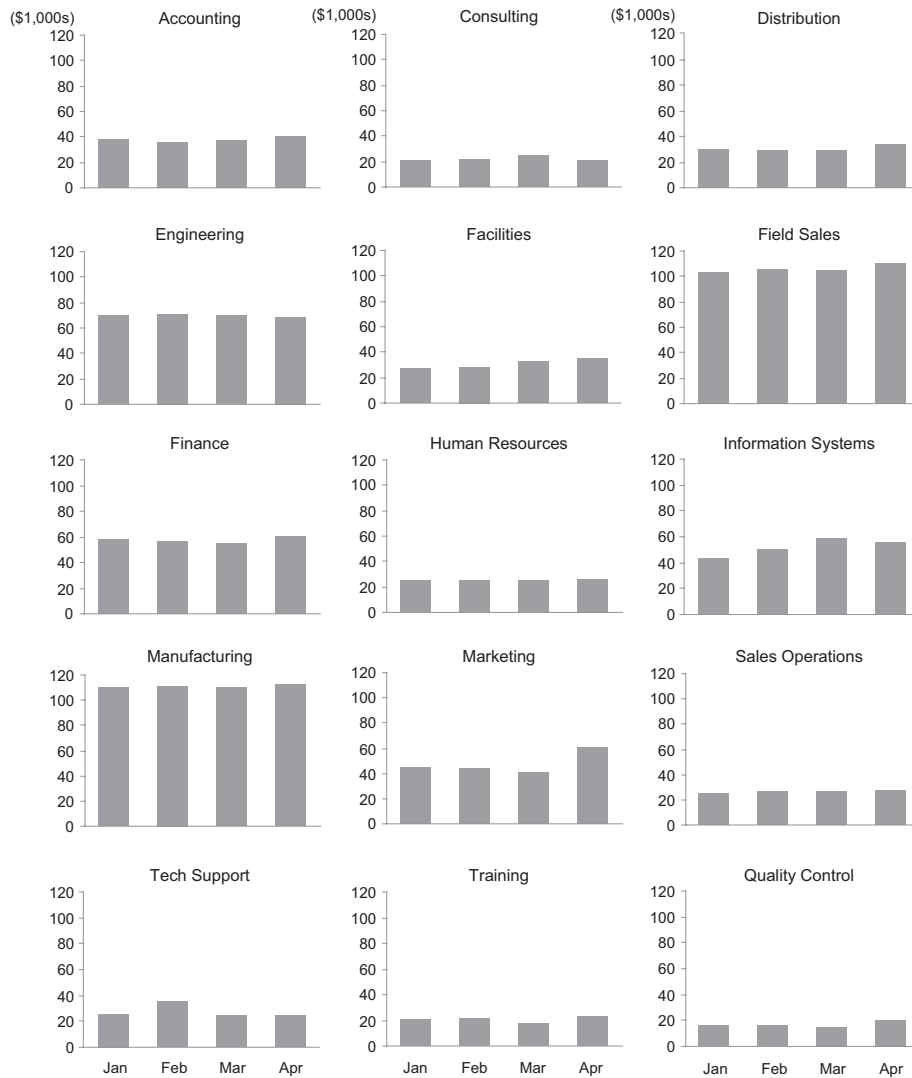 ($1,000s) Accounting ($1,000s) Consulting ($1,000s) Distribution
120 120 120
100 100 100
80 80 80
60 60 60
40 40 40
20 20 20
0 0 0
Engineering Facilities Field Sales
120 120 120
100 100 100
80 80 80
60 60 60
40 40 40
20 20 20
0 0 0
Finance Human Resources Information Systems
120 120 120
100 100 100
80 80 80
60 60 60
40 40 40
20 20 20
0 0 0
Manufacturing Marketing Sales Operations
120 120 120
100 100 100
80 80 80
60 60 60
40 40 40
20 20 20
0 0 0
Tech Support Training Quality Control
120 120 120
100 100 100
80 80 80
60 60 60
40 40 40
20 20 20
0 0 0
Jan Feb Mar Apr Jan Feb Mar Apr Jan Feb Mar Apr